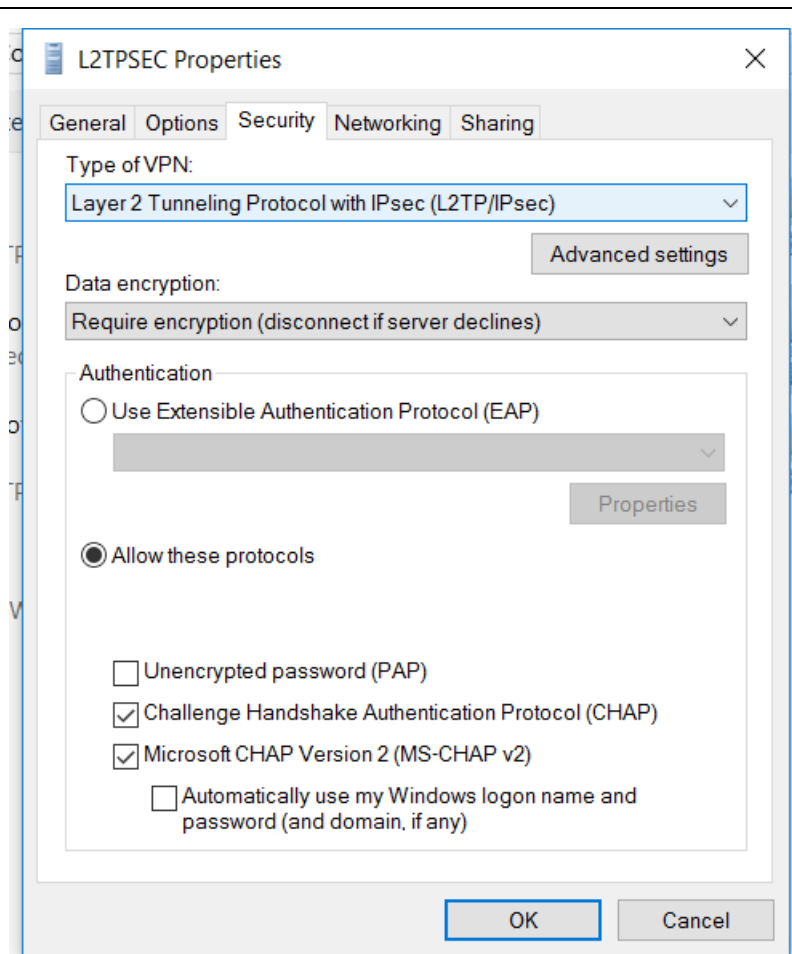 L2TPSEC Properties
General Options Security Networking Sharing
Type of VPN:
Layer 2 Tunneling Protocol with IPsec (L2TP/IPsec)
Advanced settings
Data encryption:
Require encryption (disconnect if server declines)
Authentication
Use Extensible Authentication Protocol (EAP)
Properties
Allow these protocols
Unencrypted password (PAP)
Challenge Handshake Authentication Protocol (CHAP)
Microsoft CHAP Version 2 (MS-CHAP v2)
Automatically use my Windows logon name and
password (and domain, if any)
OK Cancel